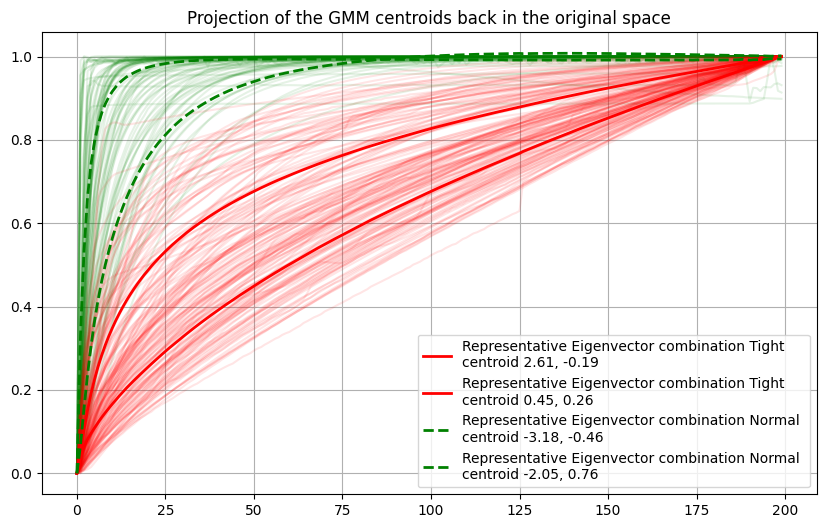 Projection of the GMM centroids back in the original space
1.0
0.8
0.6
0.4
0.2
0.0
Representative Eigenvector combination Tight
centroid 2.61, -0.19
Representative Eigenvector combination Tight
centroid 0.45, 0.26
Representative Eigenvector combination Normal
centroid -3.18, -0.46
Representative Eigenvector combination Normal
centroid -2.05, 0.76
0 25 50 75 100 125 150 175 200